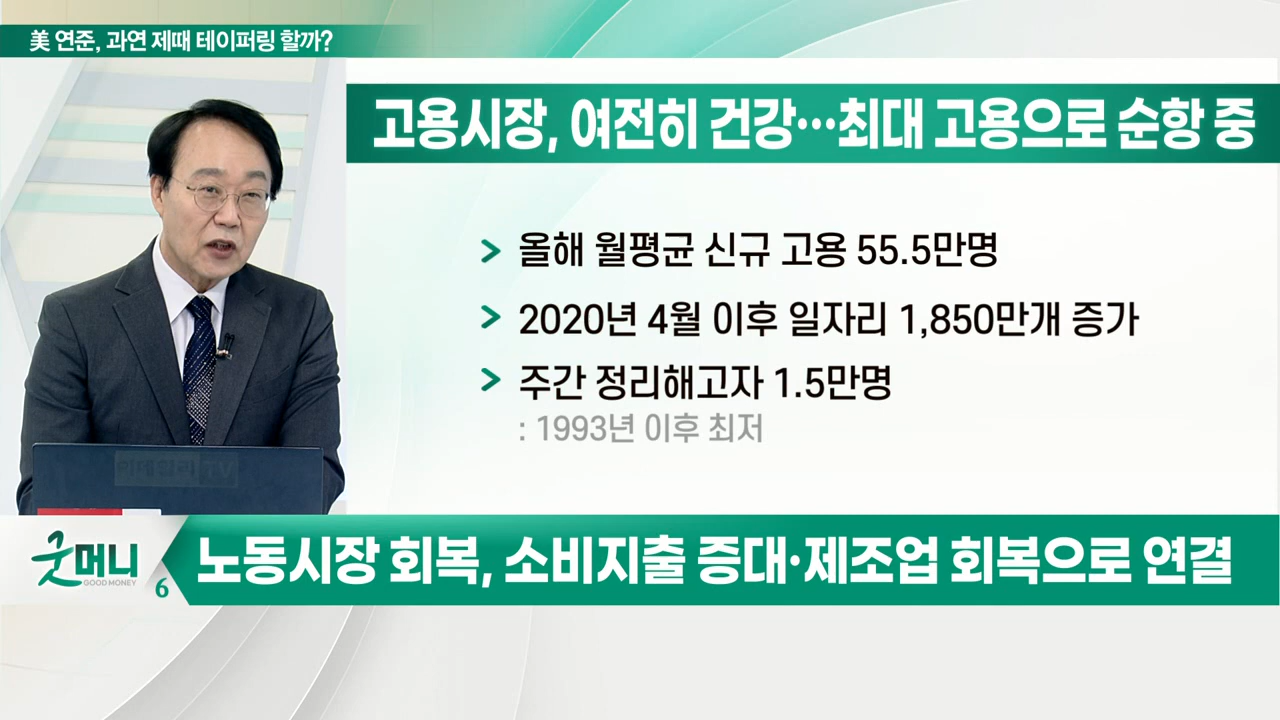 美 연준, 과연 제때 테이퍼링 할까?
고용시장, 여전히 건강…최대 고용으로 순항 중
> 올해 월평균 신규 고용 55.5만명
> 2020년 4월 이후 일자리 1,850만개 증가
> 주간 정리해고자 1.5만명
: 1993년 이후 최저
이데일리 TV
굿머니
GOOD MONEY
6
노동시장 회복, 소비지출 증대·제조업 회복으로 연결